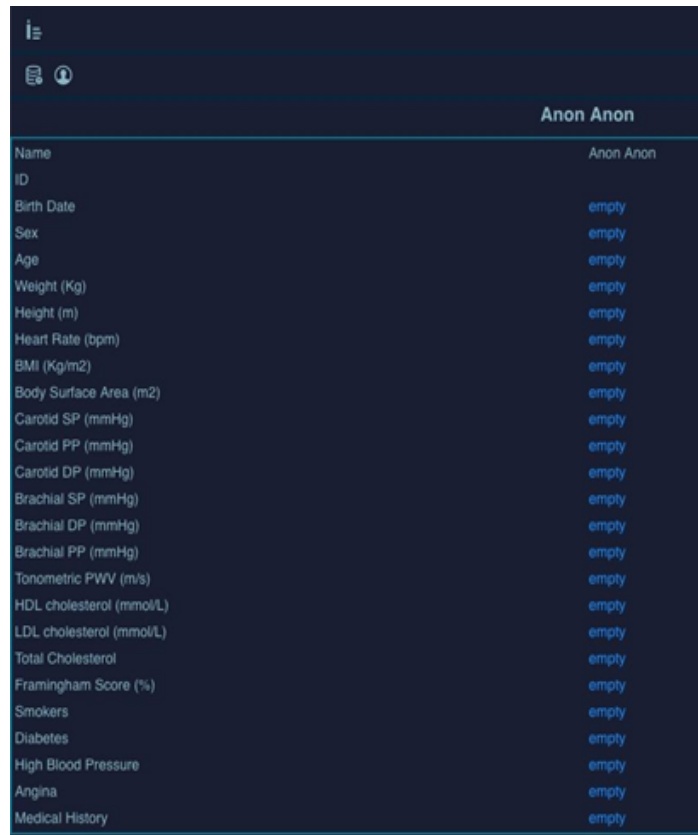 Anon Anon
Name Anon Anon
ID
Birth Date empty
Sex empty
Age empty
Weight (Kg) empty
Height (m) empty
Heart Rate (bpm) empty
BMI (Kg/m2) empty
Body Surface Area (m2) empty
Carotid SP (mmHg) empty
Carotid PP (mmHg) empty
Carotid DP (mmHg) empty
Brachial SP (mmHg) empty
Brachial DP (mmHg) empty
Brachial PP (mmHg) empty
Tonometric PWV (m/s) empty
HDL cholesterol (mmol/L) empty
LDL cholesterol (mmol/L) empty
Total Cholesterol empty
Framingham Score (%) empty
Smokers empty
Diabetes empty
High Blood Pressure empty
Angina empty
Medical History empty